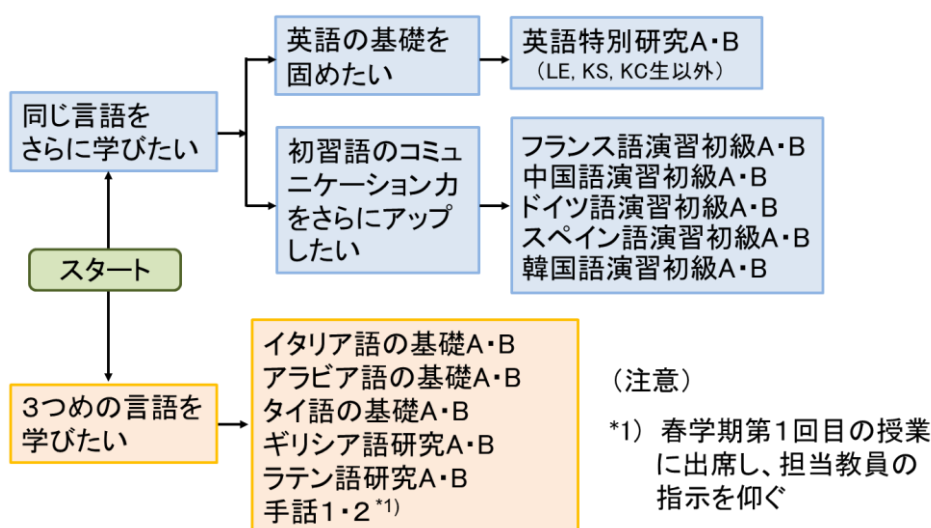 英語の基礎を
固めたい
英語特別研究A・B
(LE, KS, KC生以外)
同じ言語を
さらに学びたい
初習語のコミュ
ニケーション力
をさらにアップ
したい
フランス語演習初級A・B
中国語演習初級A・B
ドイツ語演習初級A・B
スペイン語演習初級A・B
韓国語演習初級A・B
スタート
3つめの言語を
学びたい
イタリア語の基礎A・B
アラビア語の基礎A・B
タイ語の基礎A・B
ギリシア語研究A・B
ラテン語研究A・B
手話1・2 *1)
(注意)
*1) 春学期第1回目の授業
に出席し、担当教員の
指示を仰ぐ